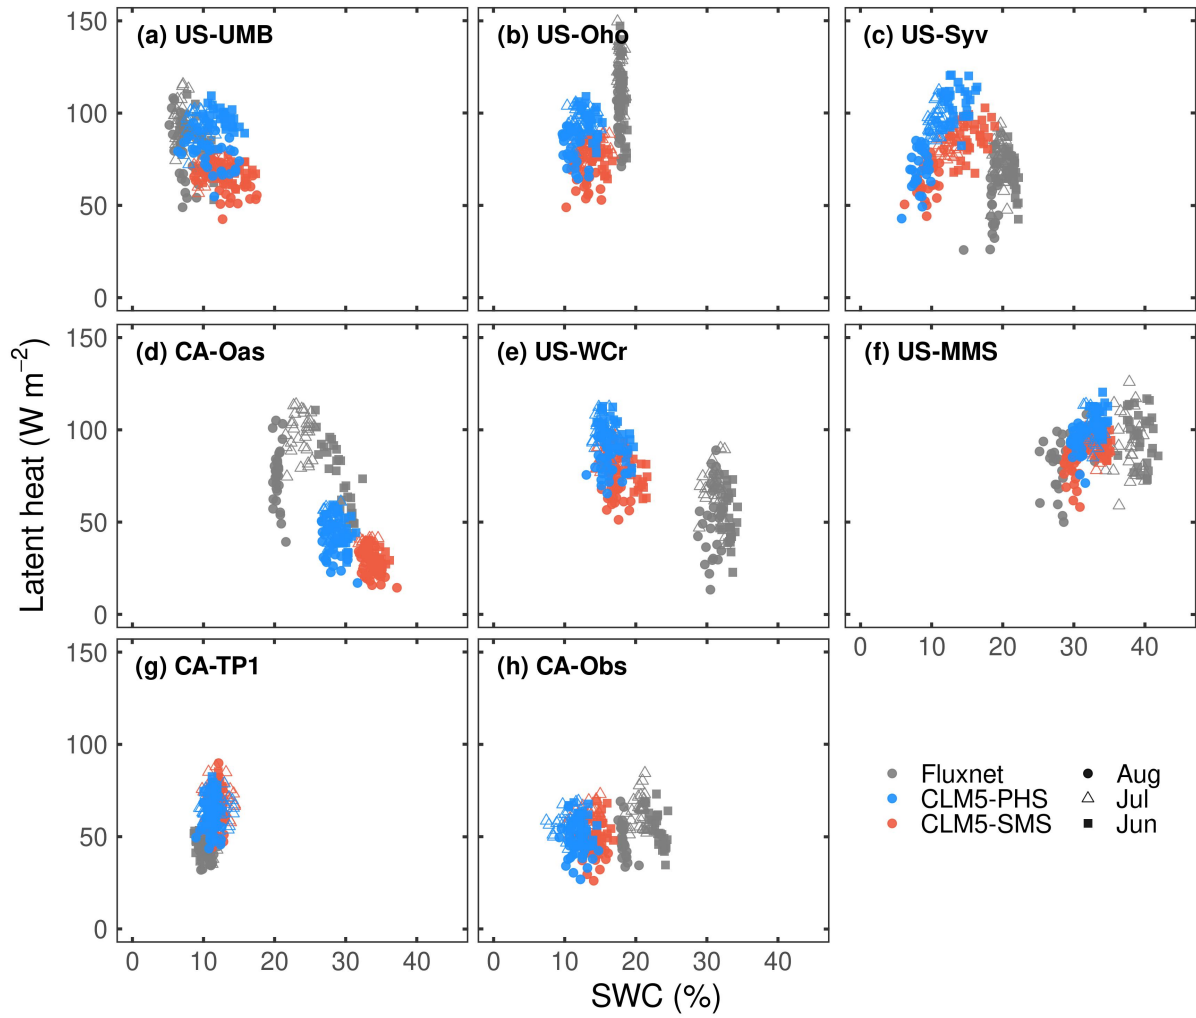 (a) US-UMB
(b) US-Oho
(c) US-Syv
150
100
50
0
(d) CA-Oas
(e) US-WCr
(f) US-MMS
150
100
50
0
Latent heat (W m−2)
0 10 20 30 40
(g) CA-TP1
(h) CA-Obs
150
100
50
0
Fluxnet
CLM5-PHS
CLM5-SMS
Aug
Jul
Jun
0 10 20 30 40
0 10 20 30 40
SWC (%)